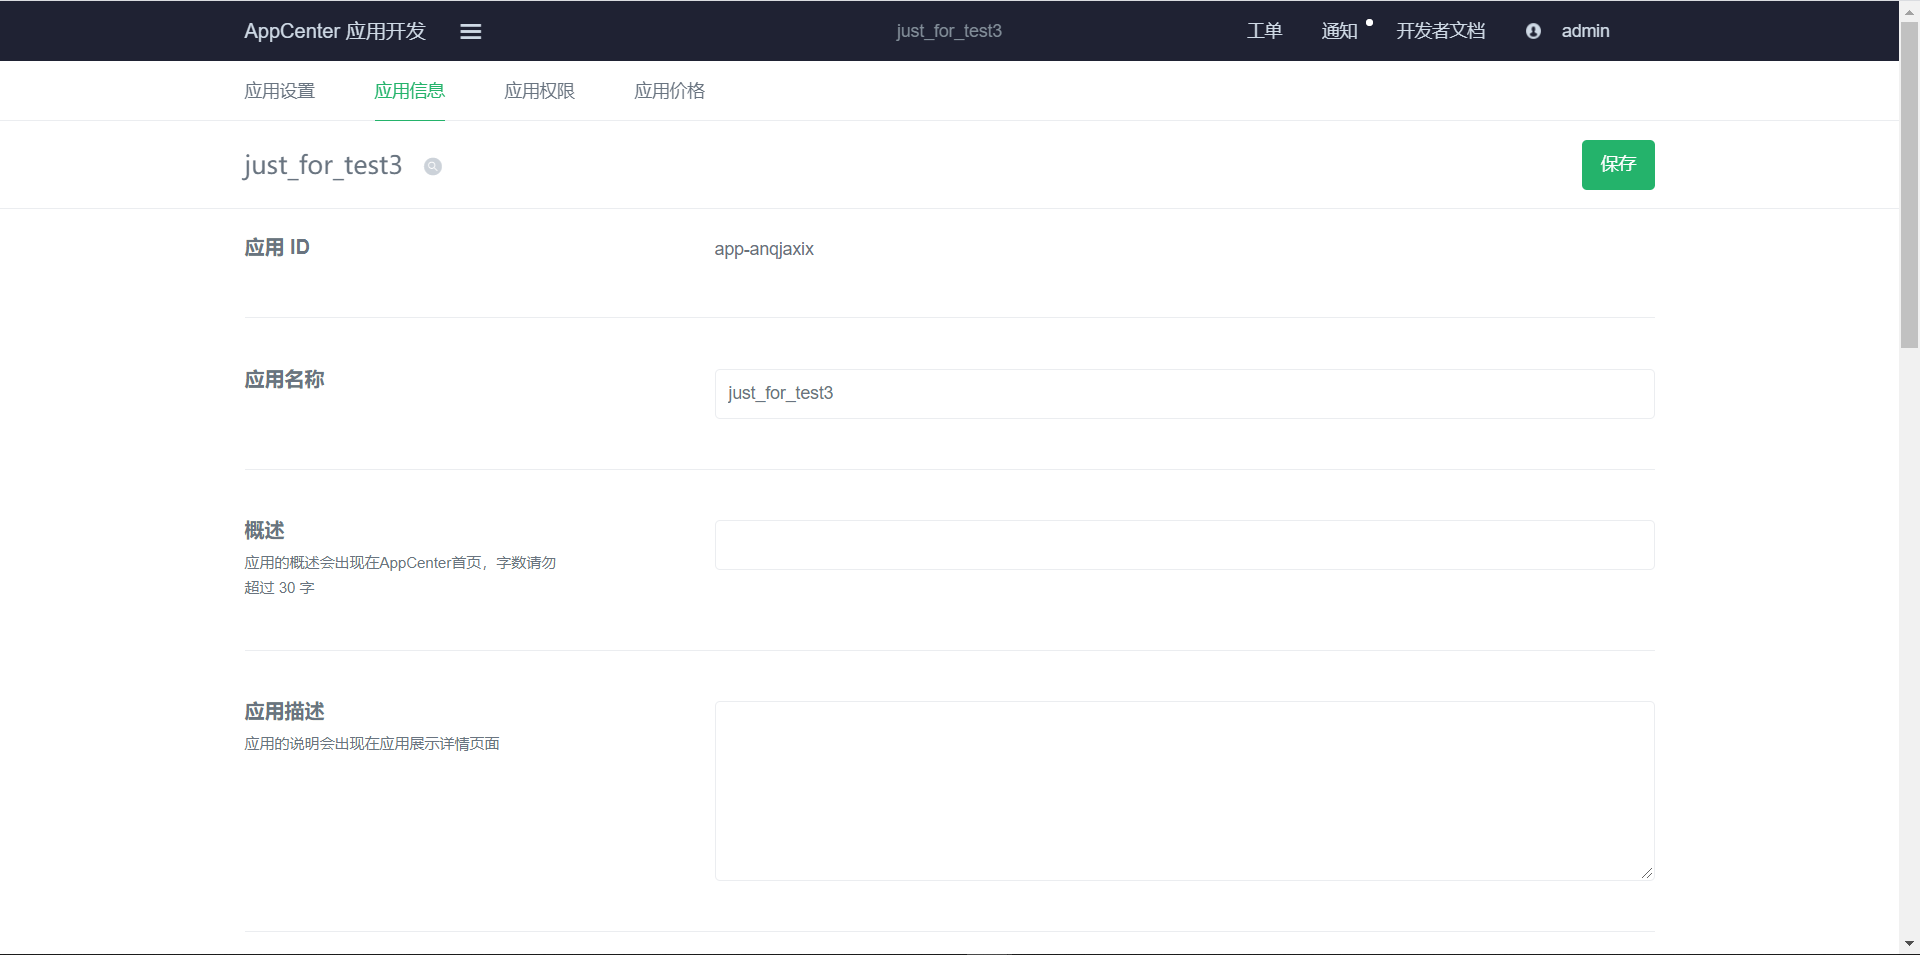 AppCenter 应用开发
just_for_test3
工单
通知
开发者文档
admin
应用设置
应用信息
应用权限
应用价格
just_for_test3
保存
应用 ID
app-anqjaxix
应用名称
just_for_test3
概述
应用的概述会出现在AppCenter首页，字数请勿
超过 30 字
应用描述
应用的说明会出现在应用展示详情页面